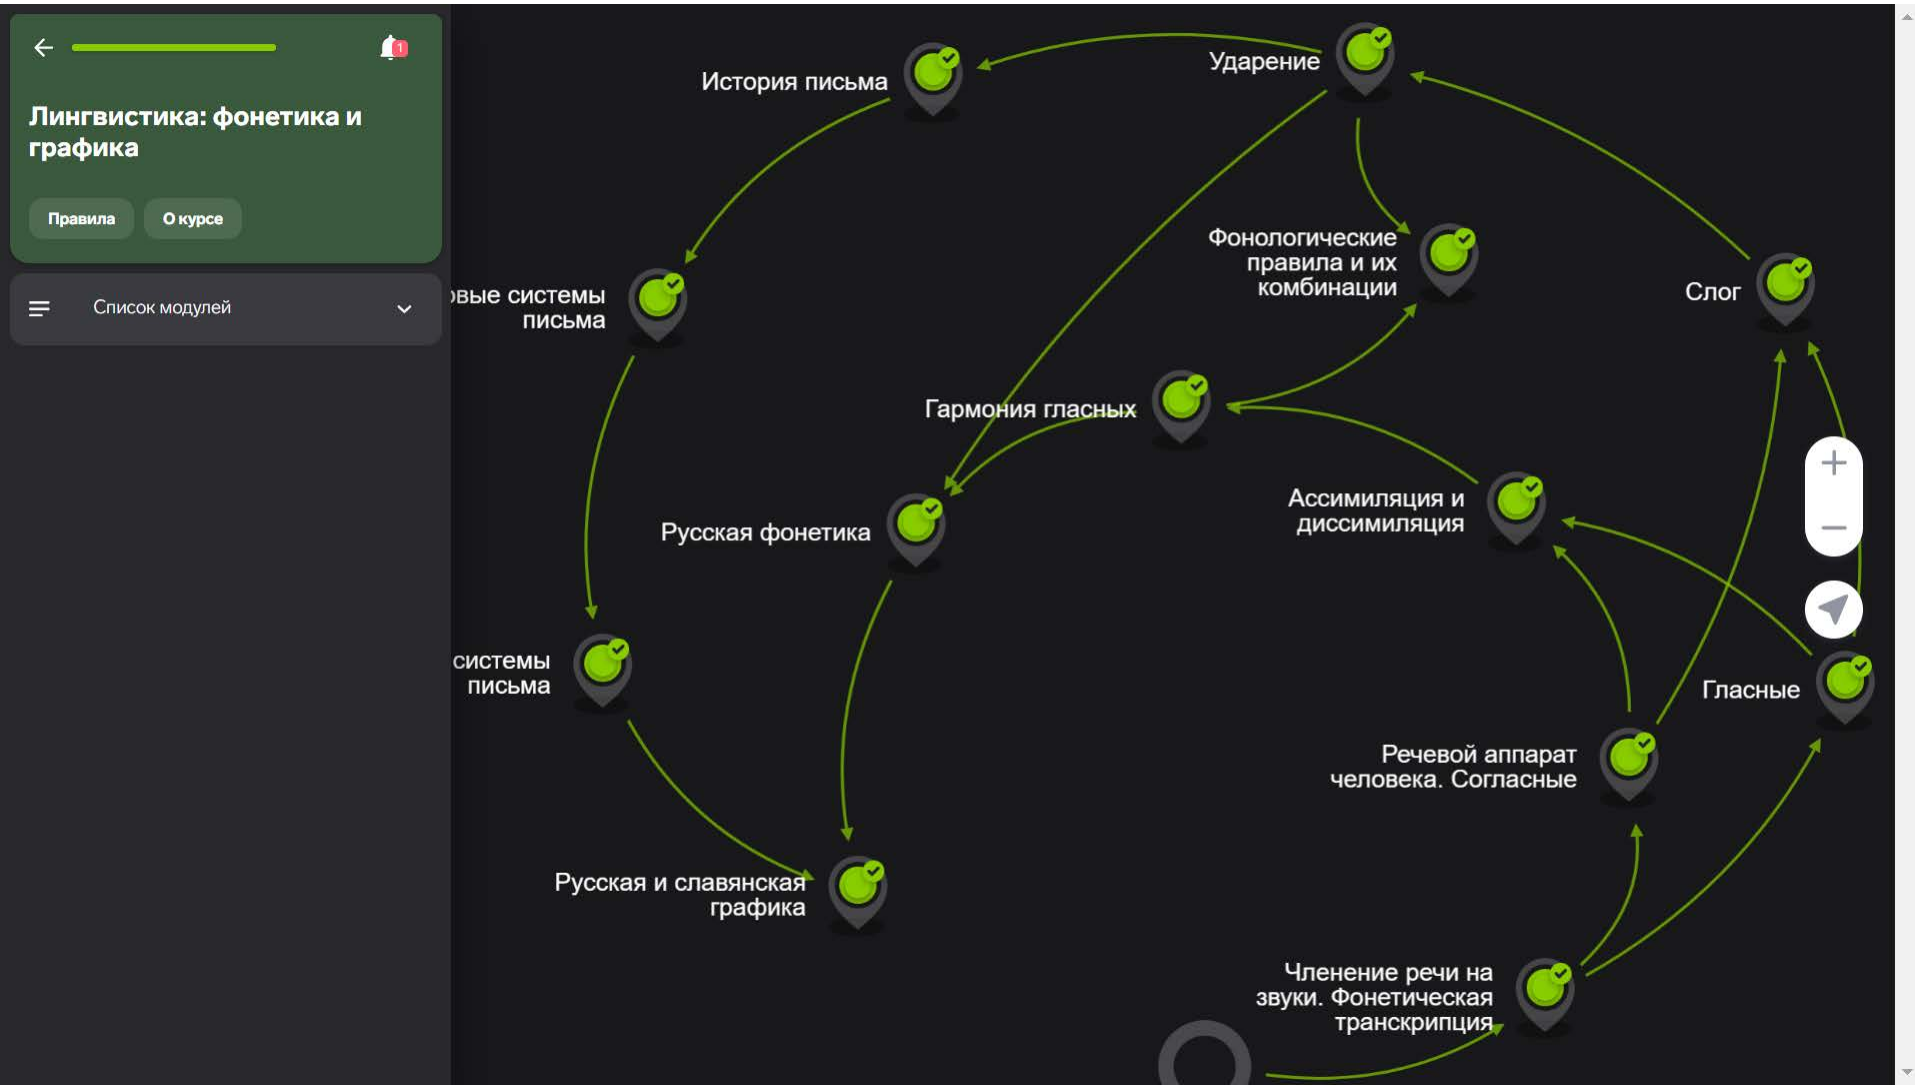 1
Лингвистика: фонетика и
графика
Правила
О курсе
Список модулей
История письма
Ударение
Фонологические
правила и их
комбинации
Слог
системы
письма
Гармония гласных
Ассимиляция и
диссимиляция
Русская фонетика
системы
письма
Гласные
Речевой аппарат
человека. Согласные
Русская и славянская
графика
Членение речи на
звуки. Фонетическая
транскрипция